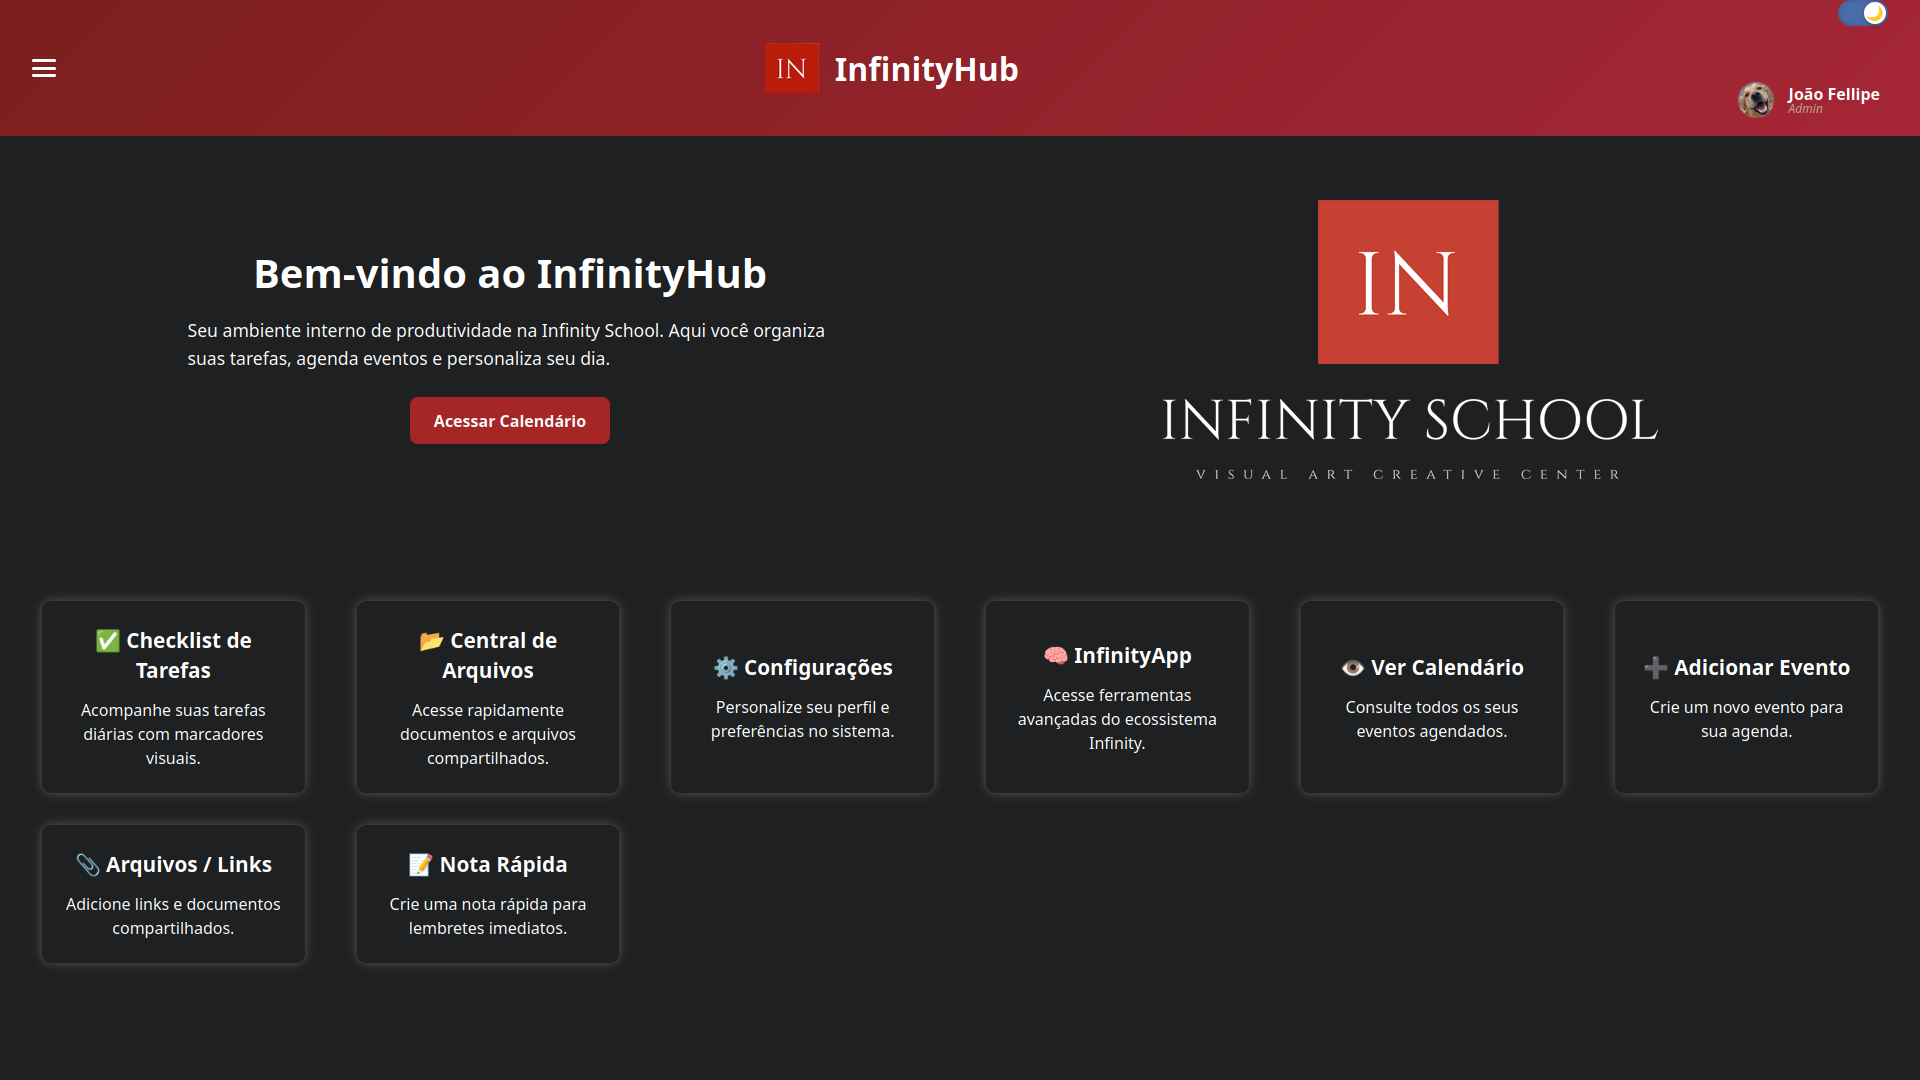 IN InfinityHub
João Fellipe
Admin
Bem-vindo ao InfinityHub
Seu ambiente interno de produtividade na Infinity School. Aqui você organiza
suas tarefas, agenda eventos e personaliza seu dia.
Acessar Calendário
IN
INFINITY SCHOOL
VISUAL ART CREATIVE CENTER
✅ Checklist de
Tarefas
Acompanhe suas tarefas
diárias com marcadores
visuais.
📂 Central de
Arquivos
Acesse rapidamente
documentos e arquivos
compartilhados.
⚙️ Configurações
Personalize seu perfil e
preferências no sistema.
🧠 InfinityApp
Acesse ferramentas
avançadas do ecossistema
Infinity.
👁️ Ver Calendário
Consulte todos os seus
eventos agendados.
➕ Adicionar Evento
Crie um novo evento para
sua agenda.
📎 Arquivos / Links
Adicione links e documentos
compartilhados.
📝 Nota Rápida
Crie uma nota rápida para
lembretes imediatos.